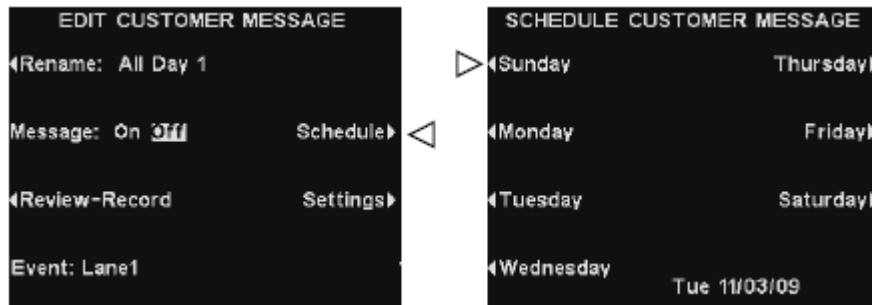 EDIT CUSTOMER MESSAGE
Rename: All Day 1
Message: On Off Schedule
Review-Record Settings
Event: Lane1
SCHEDULE CUSTOMER MESSAGE
Sunday Thursday
Monday Friday
Tuesday Saturday
Wednesday
Tue 11/03/09